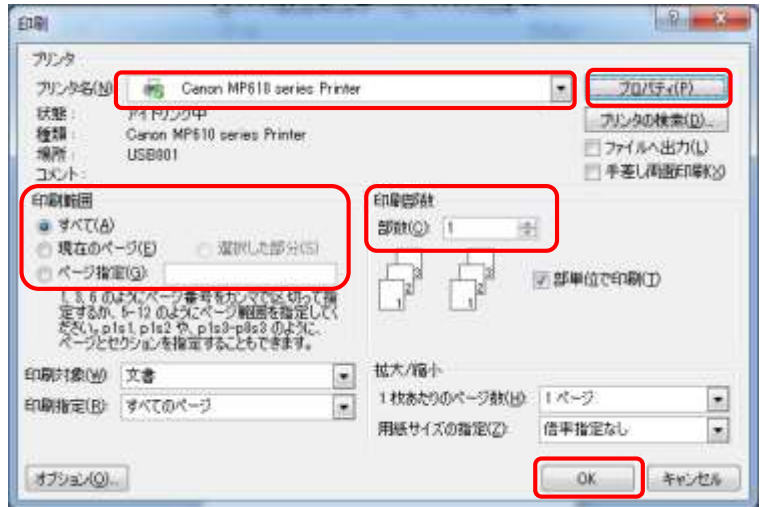 印刷
プリンタ
プリンタ名(N)
Canon MP610 series Printer
プロパティ(P)
状態: アイドリング中
プリンタの検索(D)...
種類: Canon MP610 series Printer
場所: USB001
ファイルへ出力(L)
コメント:
手差し両面印刷(X)
印刷範囲
印刷部数
すべて(A)
部数(C): 1
現在のページ(E)
選択した部分(S)
ページ指定(G):
部単位で印刷(T)
1, 3, 6 のようにページ番号をカンマで区切って指
定するか、5-12 のようにページ範囲を指定してく
ださい。p1s1, p1s2 や、p1s3-p8s3 のように、
ページとセクションを指定することもできます。
印刷対象(W): 文書
拡大/縮小
1 枚あたりのページ数(H): 1 ページ
印刷指定(R): すべてのページ
用紙サイズの指定(Z): 倍率指定なし
オプション(O)...
OK
キャンセル